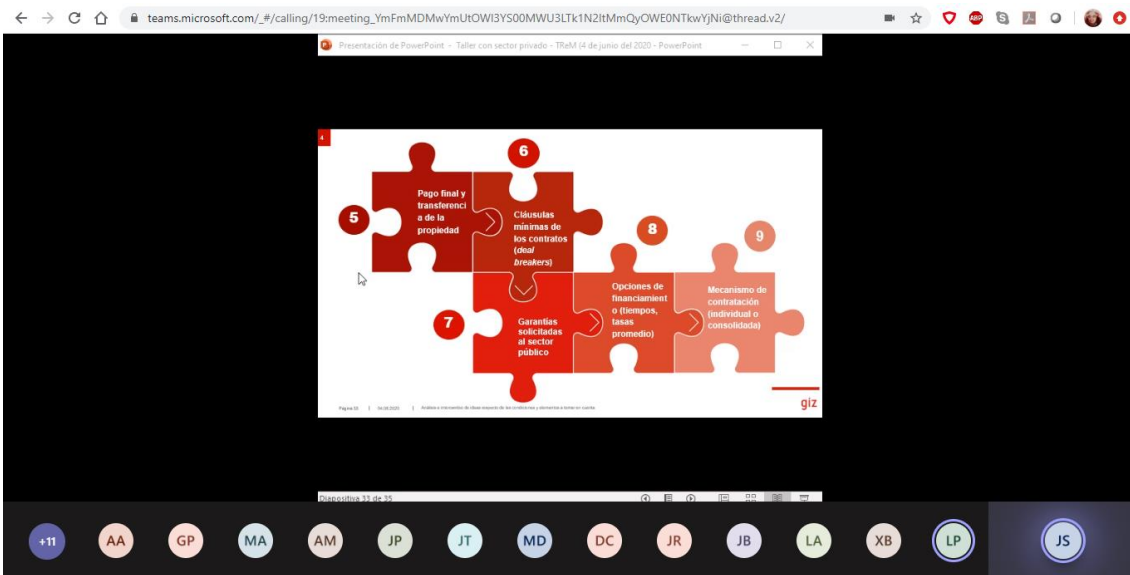 teams.microsoft.com/_#/calling/19:meeting_YmFmMDMwYmUtOWI3YS00MWU3LTk1N2ItMmQyOWE0NTkwYjNi@thread.v2/
ABP
Presentación de PowerPoint - Taller con sector privado - TReM (4 de junio del 2020 - PowerPoint
4
6
Pago final y
transferenci
a de la
propiedad
5
Cláusulas
mínimas de
los contratos
(deal
breakers)
8
9
Opciones de
financiamient
o (tiempos,
tasas
promedio)
Mecanismo de
contratación
(individual o
consolidada)
7
Garantías
solicitadas
al sector
público
giz
Diapositiva 33 de 35
+11
AA
GP
MA
AM
JP
JT
MD
DC
JR
JB
LA
XB
LP
JS